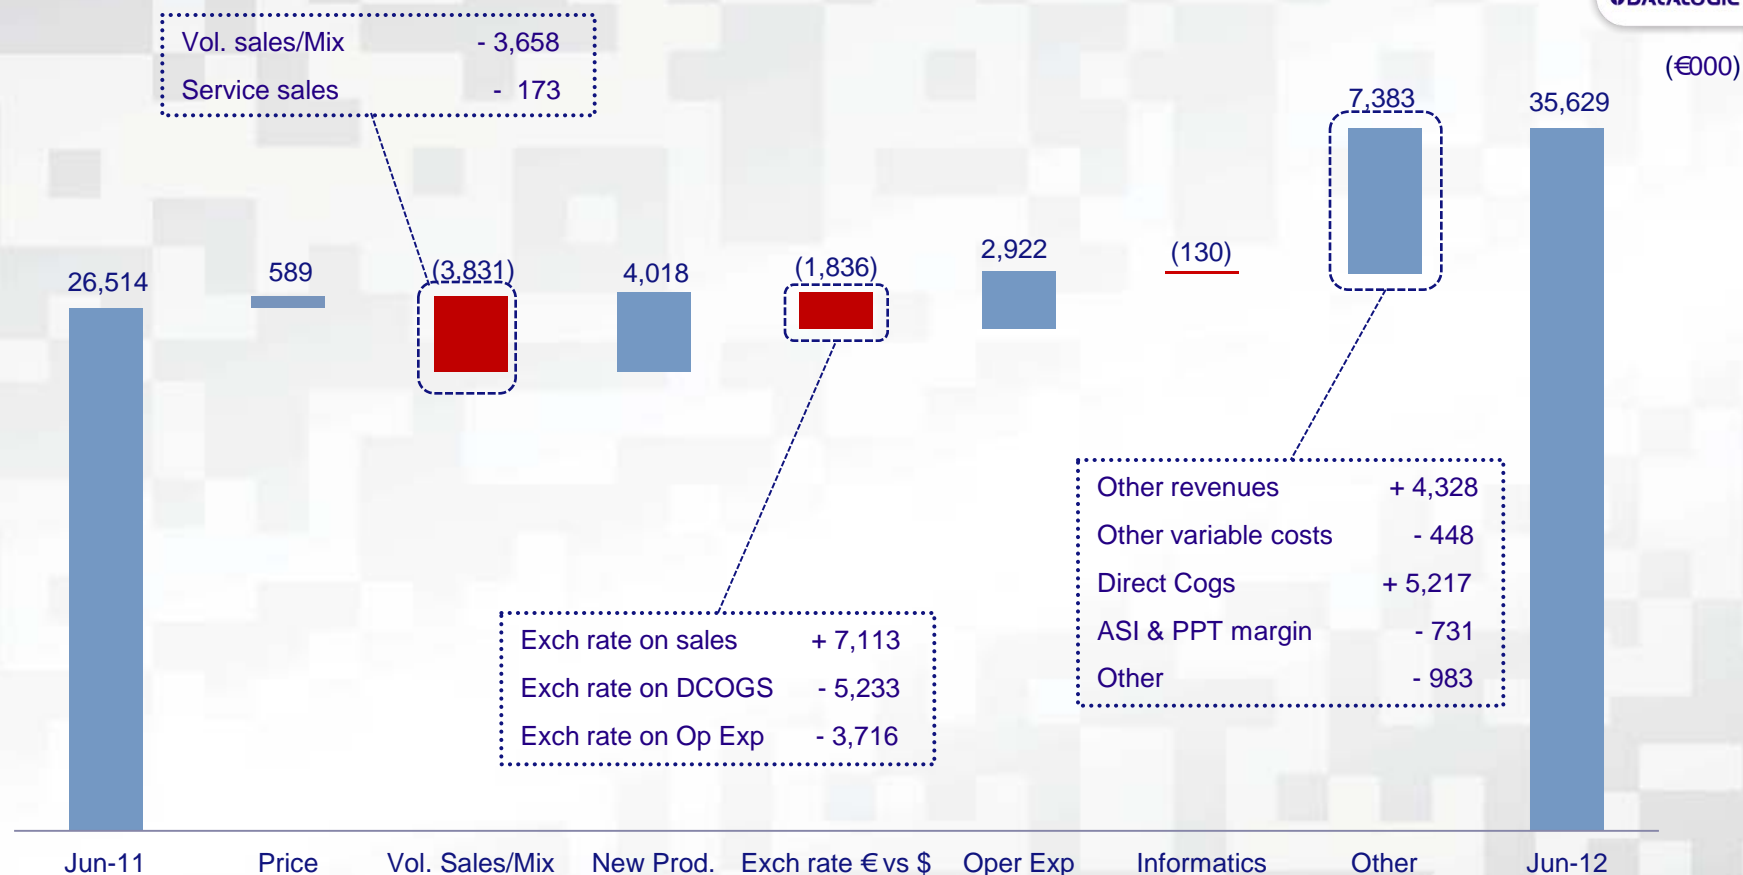 DATALOGIC
(€000)
Vol. sales/Mix - 3,658
Service sales - 173
7,383
35,629
26,514
589
(3,831)
4,018
(1,836)
2,922
(130)
Other revenues + 4,328
Other variable costs - 448
Direct Cogs + 5,217
ASI & PPT margin - 731
Other - 983
Exch rate on sales + 7,113
Exch rate on DCOGS - 5,233
Exch rate on Op Exp - 3,716
Jun-11 Price Vol. Sales/Mix New Prod. Exch rate € vs $ Oper Exp Informatics Other Jun-12